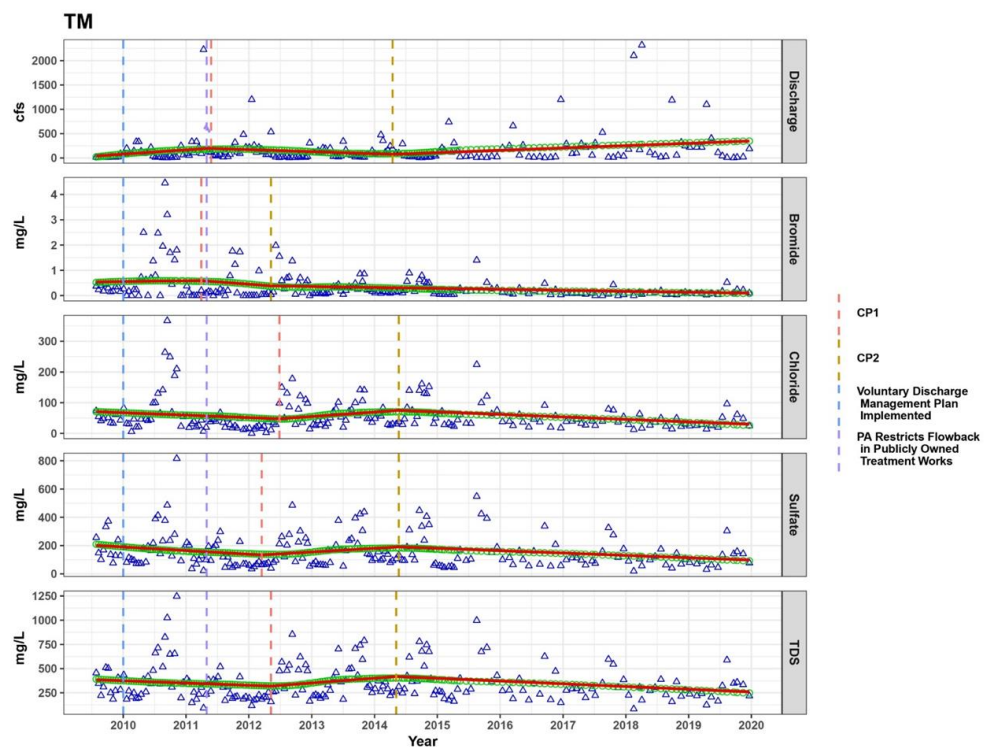 TM
2000
1500
1000
500
0
cfs
Discharge
4
3
2
1
0
mg/L
Bromide
300
200
100
0
mg/L
Chloride
800
600
400
200
0
mg/L
Sulfate
1250
1000
750
500
250
mg/L
TDS
2010 2011 2012 2013 2014 2015 2016 2017 2018 2019 2020
Year
CP1
CP2
Voluntary Discharge
Management Plan
Implemented
PA Restricts Flowback
in Publicly Owned
Treatment Works